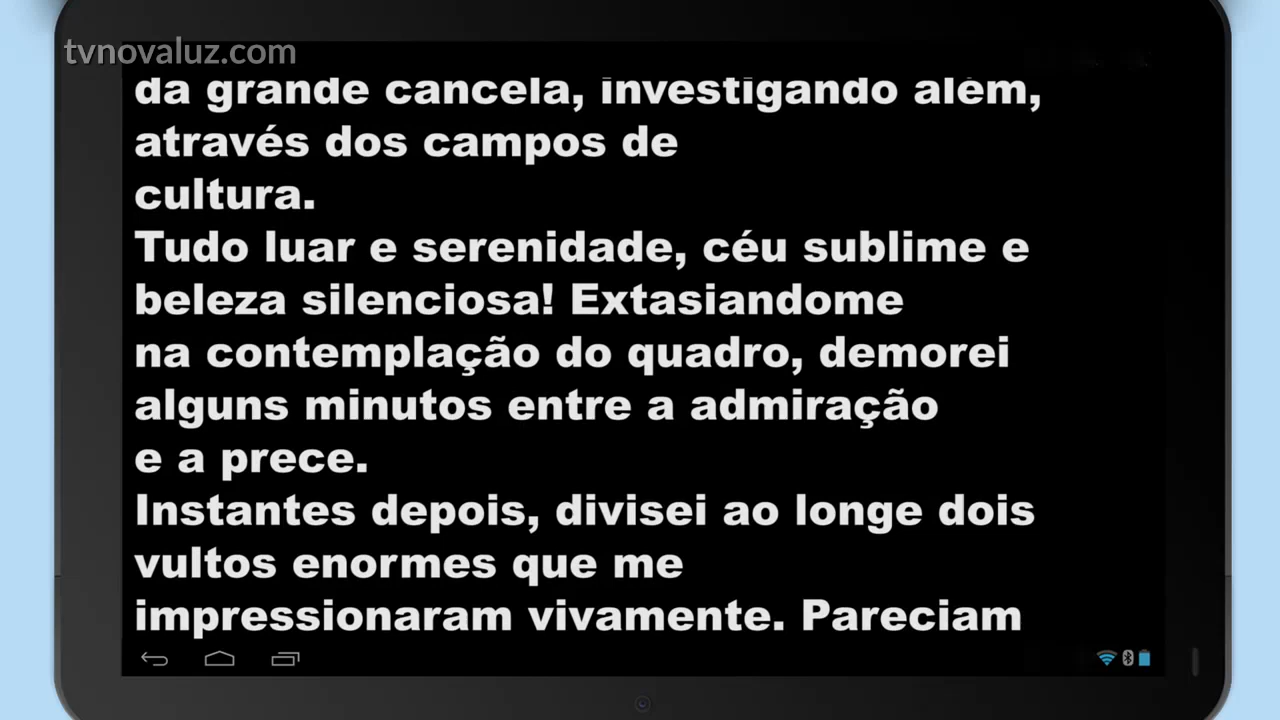 tvnovaluz.com
da grande cancela, investigando além,
através dos campos de
cultura.
Tudo luar e serenidade, céu sublime e
beleza silenciosa! Extasiandome
na contemplação do quadro, demorei
alguns minutos entre a admiração
e a prece.
Instantes depois, divisei ao longe dois
vultos enormes que me
impressionaram vivamente. Pareciam